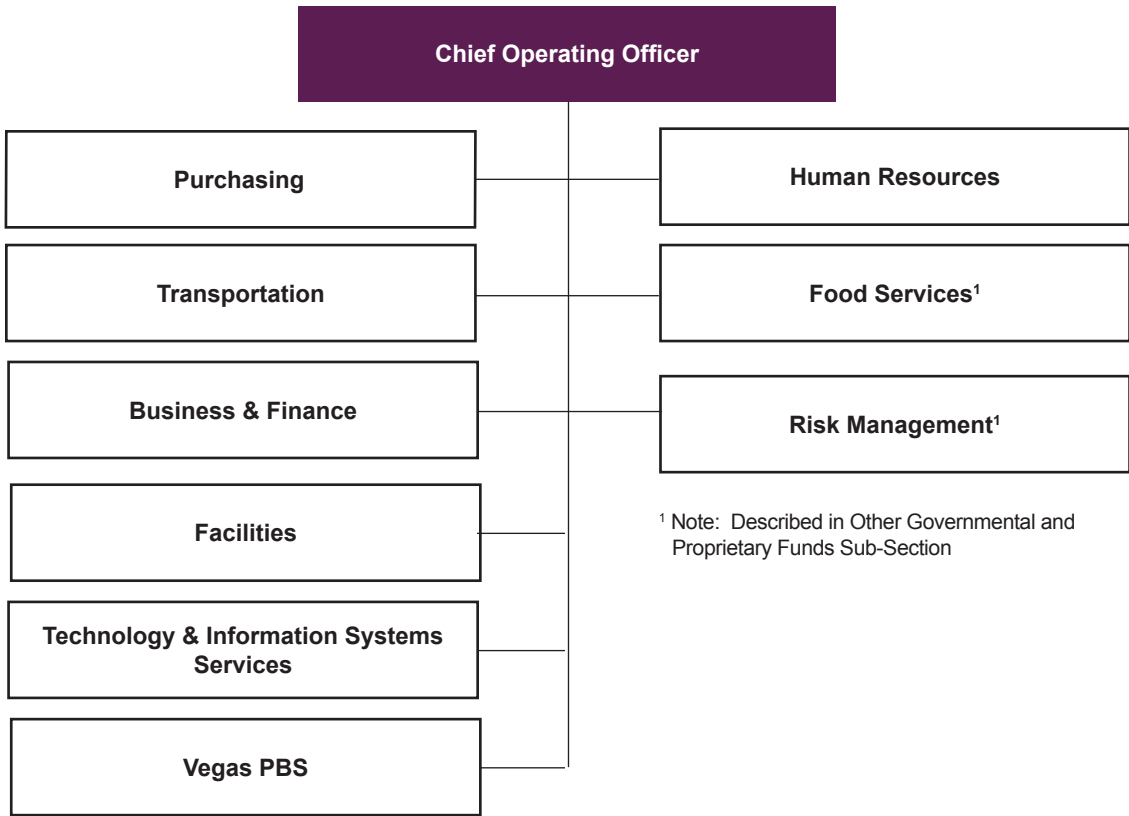 Chief Operating Officer
Purchasing
Human Resources
Transportation
Food Services¹
Business & Finance
Risk Management¹
Facilities
¹ Note: Described in Other Governmental and
Proprietary Funds Sub-Section
Technology & Information Systems
Services
Vegas PBS